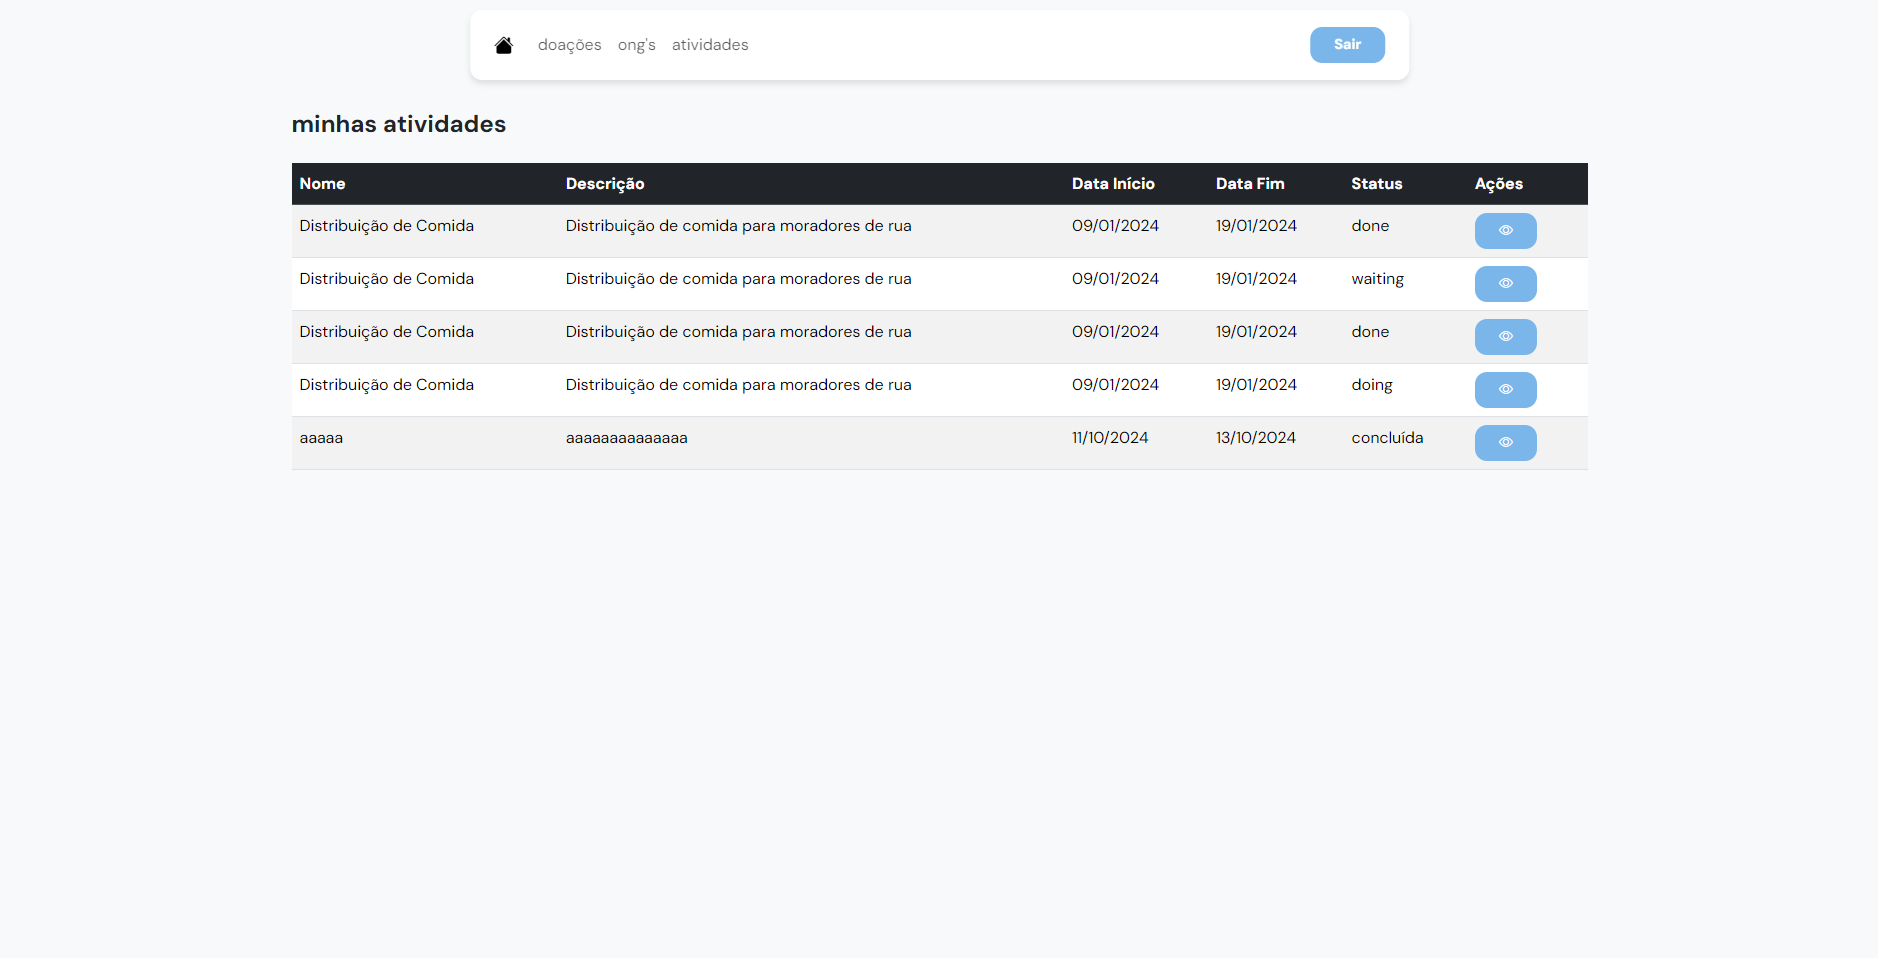 doações ong's atividades Sair
minhas atividades
Nome Descrição Data Início Data Fim Status Ações
Distribuição de Comida Distribuição de comida para moradores de rua 09/01/2024 19/01/2024 done
Distribuição de Comida Distribuição de comida para moradores de rua 09/01/2024 19/01/2024 waiting
Distribuição de Comida Distribuição de comida para moradores de rua 09/01/2024 19/01/2024 done
Distribuição de Comida Distribuição de comida para moradores de rua 09/01/2024 19/01/2024 doing
aaaaa aaaaaaaaaaaaaa 11/10/2024 13/10/2024 concluída